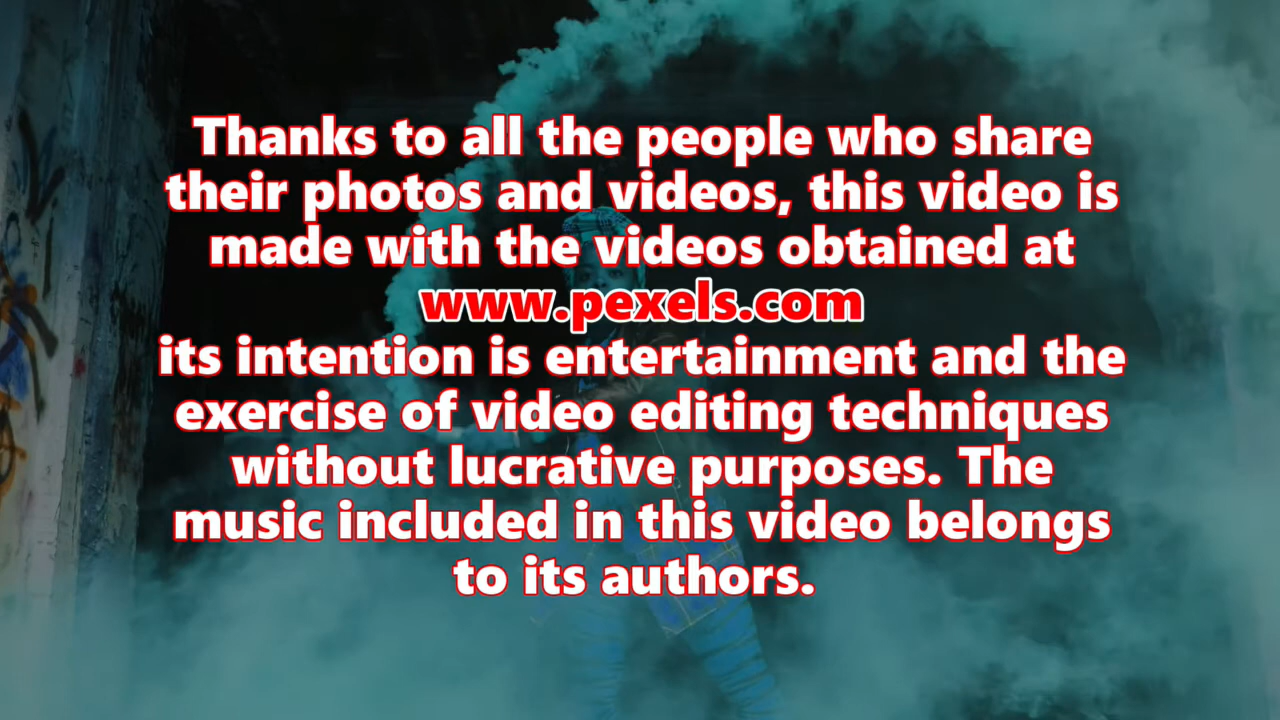 Thanks to all the people who share
their photos and videos, this video is
made with the videos obtained at
www.pexels.com
its intention is entertainment and the
exercise of video editing techniques
without lucrative purposes. The
music included in this video belongs
to its authors.